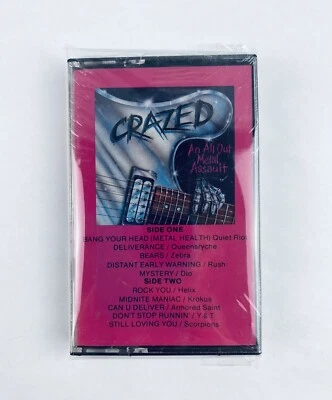 CRAZED
An All Out
Metal
Assault
SIDE ONE
BANG YOUR HEAD (METAL HEALTH) Quiet Riot
DELIVERANCE / Queensryche
BEARS / Zebra
DISTANT EARLY WARNING / Rush
MYSTERY / Dio
SIDE TWO
ROCK YOU / Helix
MIDNITE MANIAC / Krokus
CAN U DELIVER / Armored Saint
DON'T STOP RUNNIN' / Y & T
STILL LOVING YOU / Scorpions